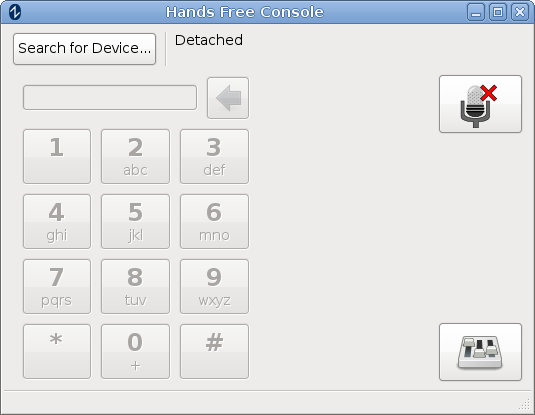 Hands Free Console
Search for Device...
Detached
1
2
abc
3
def
4
ghi
5
jkl
6
mno
7
pqrs
8
tuv
9
wxyz
*
0
+
#